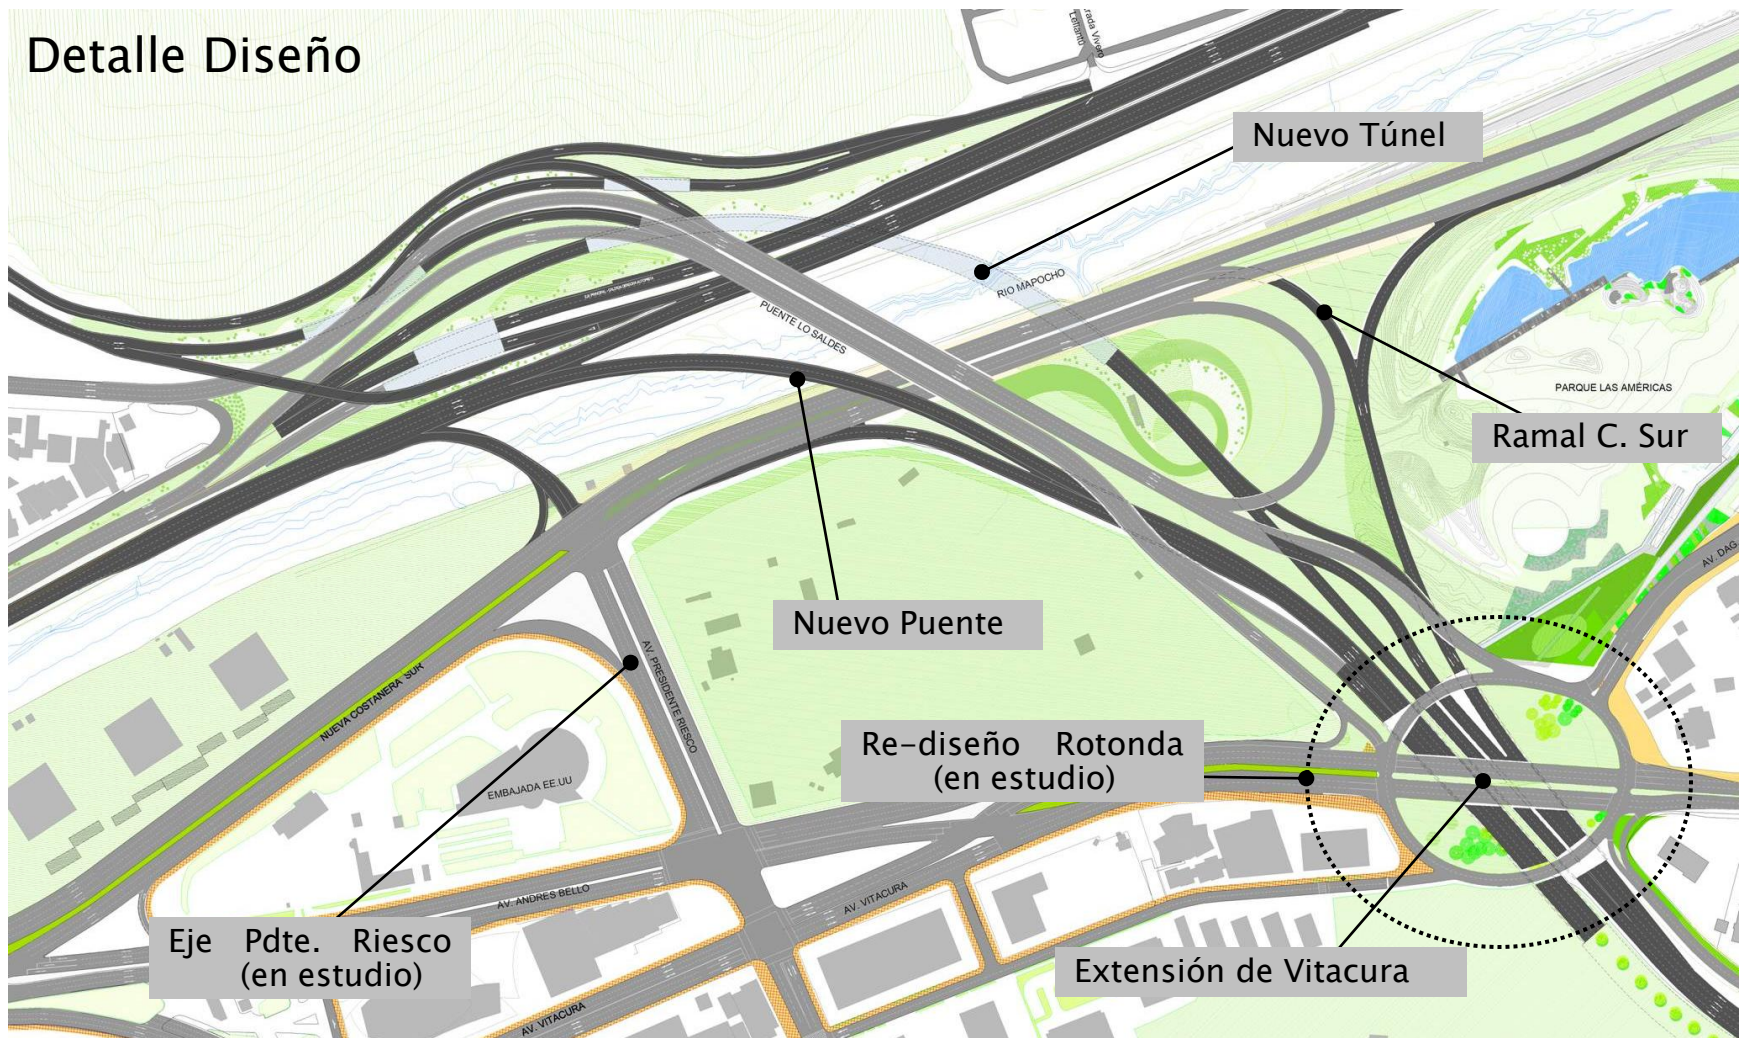 Detalle Diseño
Nuevo Túnel
RIO MAPOCHO
PUENTE LO SALDES
PARQUE LAS AMÉRICAS
Ramal C. Sur
AV. DAG
Nuevo Puente
AV. PRESIDENTE RIESCO
NUEVA COSTANERA SUR
Re-diseño Rotonda
(en estudio)
EMBAJADA EE.UU
AV. ANDRES BELLO
AV. VITACURA
Eje Pdte. Riesco
(en estudio)
Extensión de Vitacura
AV. VITACURA